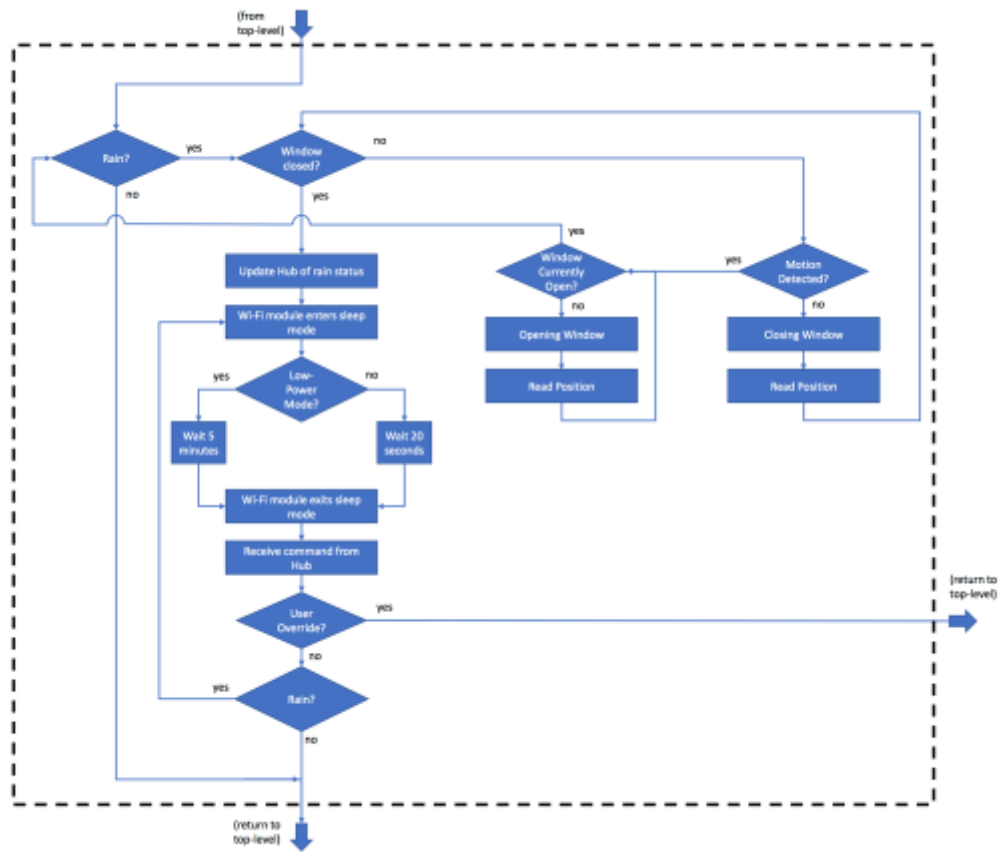 (from
top-level)
Rain?
yes
no
Window
closed?
no
yes
Update Hub of rain status
Wi-Fi module enters sleep
mode
Low-
Power
Mode?
yes
no
Wait 5
minutes
Wait 20
seconds
Wi-Fi module exits sleep
mode
Receive command from
Hub
User
Override?
yes
no
Rain?
yes
no
yes
Window
Currently
Open?
no
Opening Window
Read Position
yes
Motion
Detected?
no
Closing Window
Read Position
(return to
top-level)
(return to
top-level)